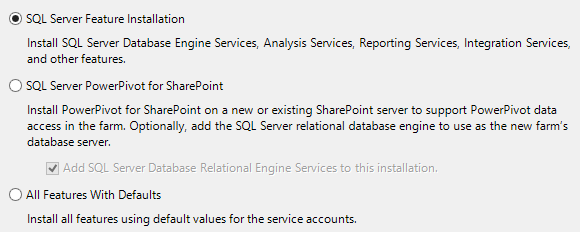 SQL Server Feature Installation
Install SQL Server Database Engine Services, Analysis Services, Reporting Services, Integration Services,
and other features.
SQL Server PowerPivot for SharePoint
Install PowerPivot for SharePoint on a new or existing SharePoint server to support PowerPivot data
access in the farm. Optionally, add the SQL Server relational database engine to use as the new farm's
database server.
Add SQL Server Database Relational Engine Services to this installation.
All Features With Defaults
Install all features using default values for the service accounts.